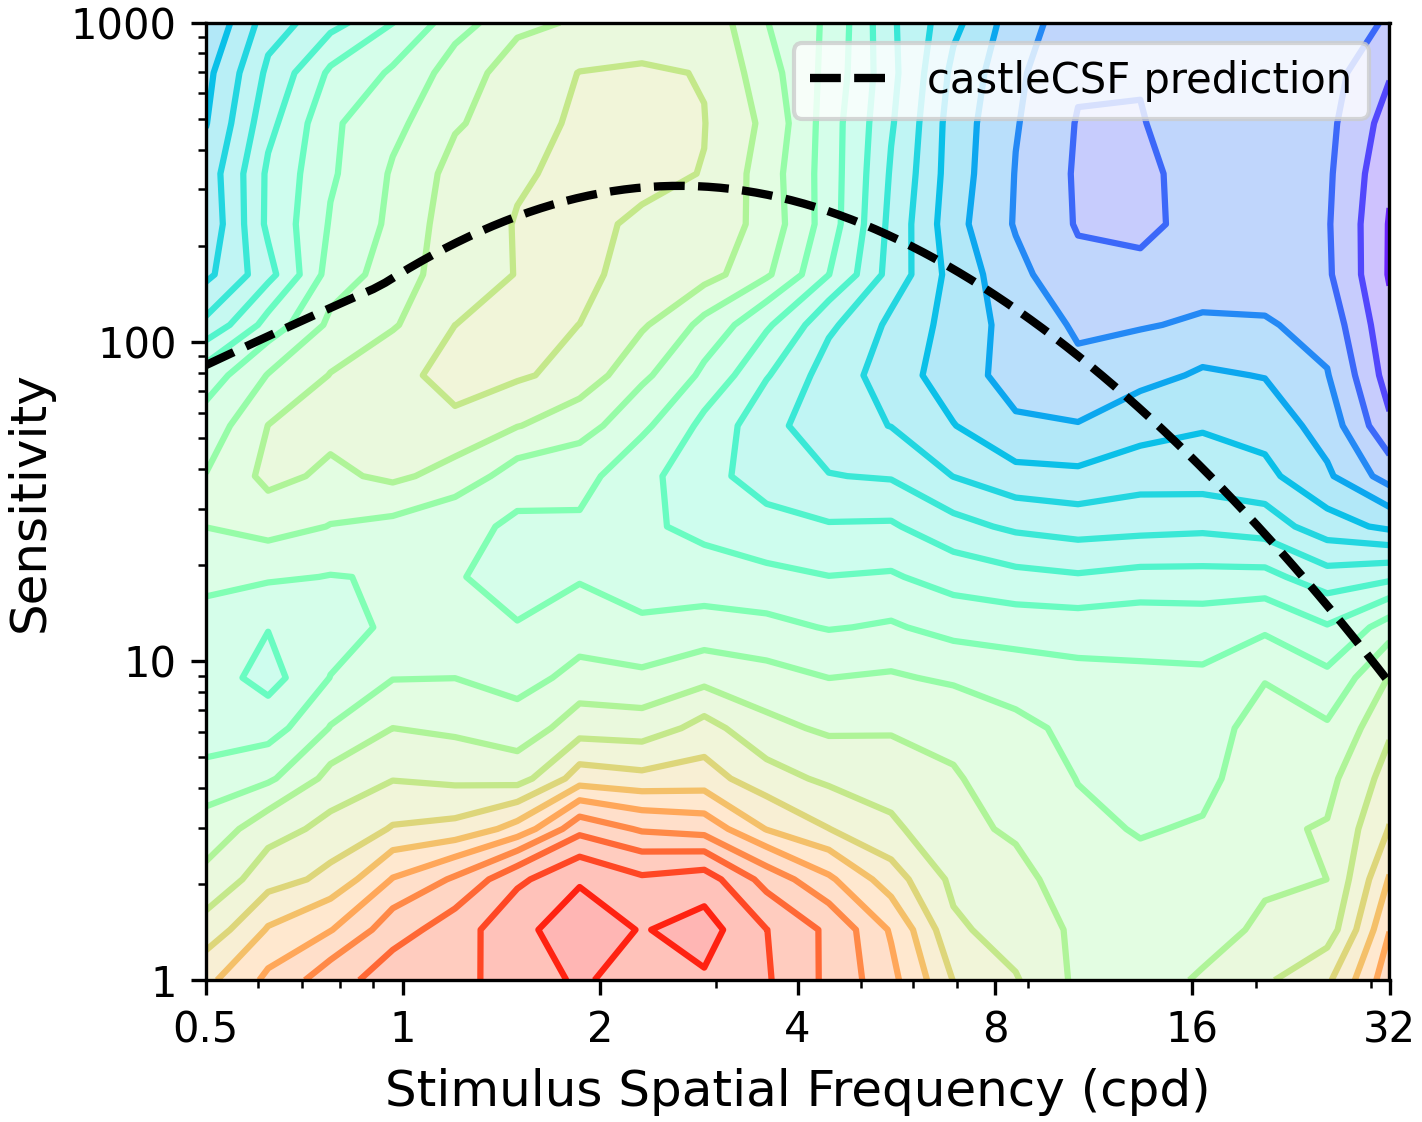 1000
castleCSF prediction
100
Sensitivity
10
1
0.5 1 2 4 8 16 32
Stimulus Spatial Frequency (cpd)